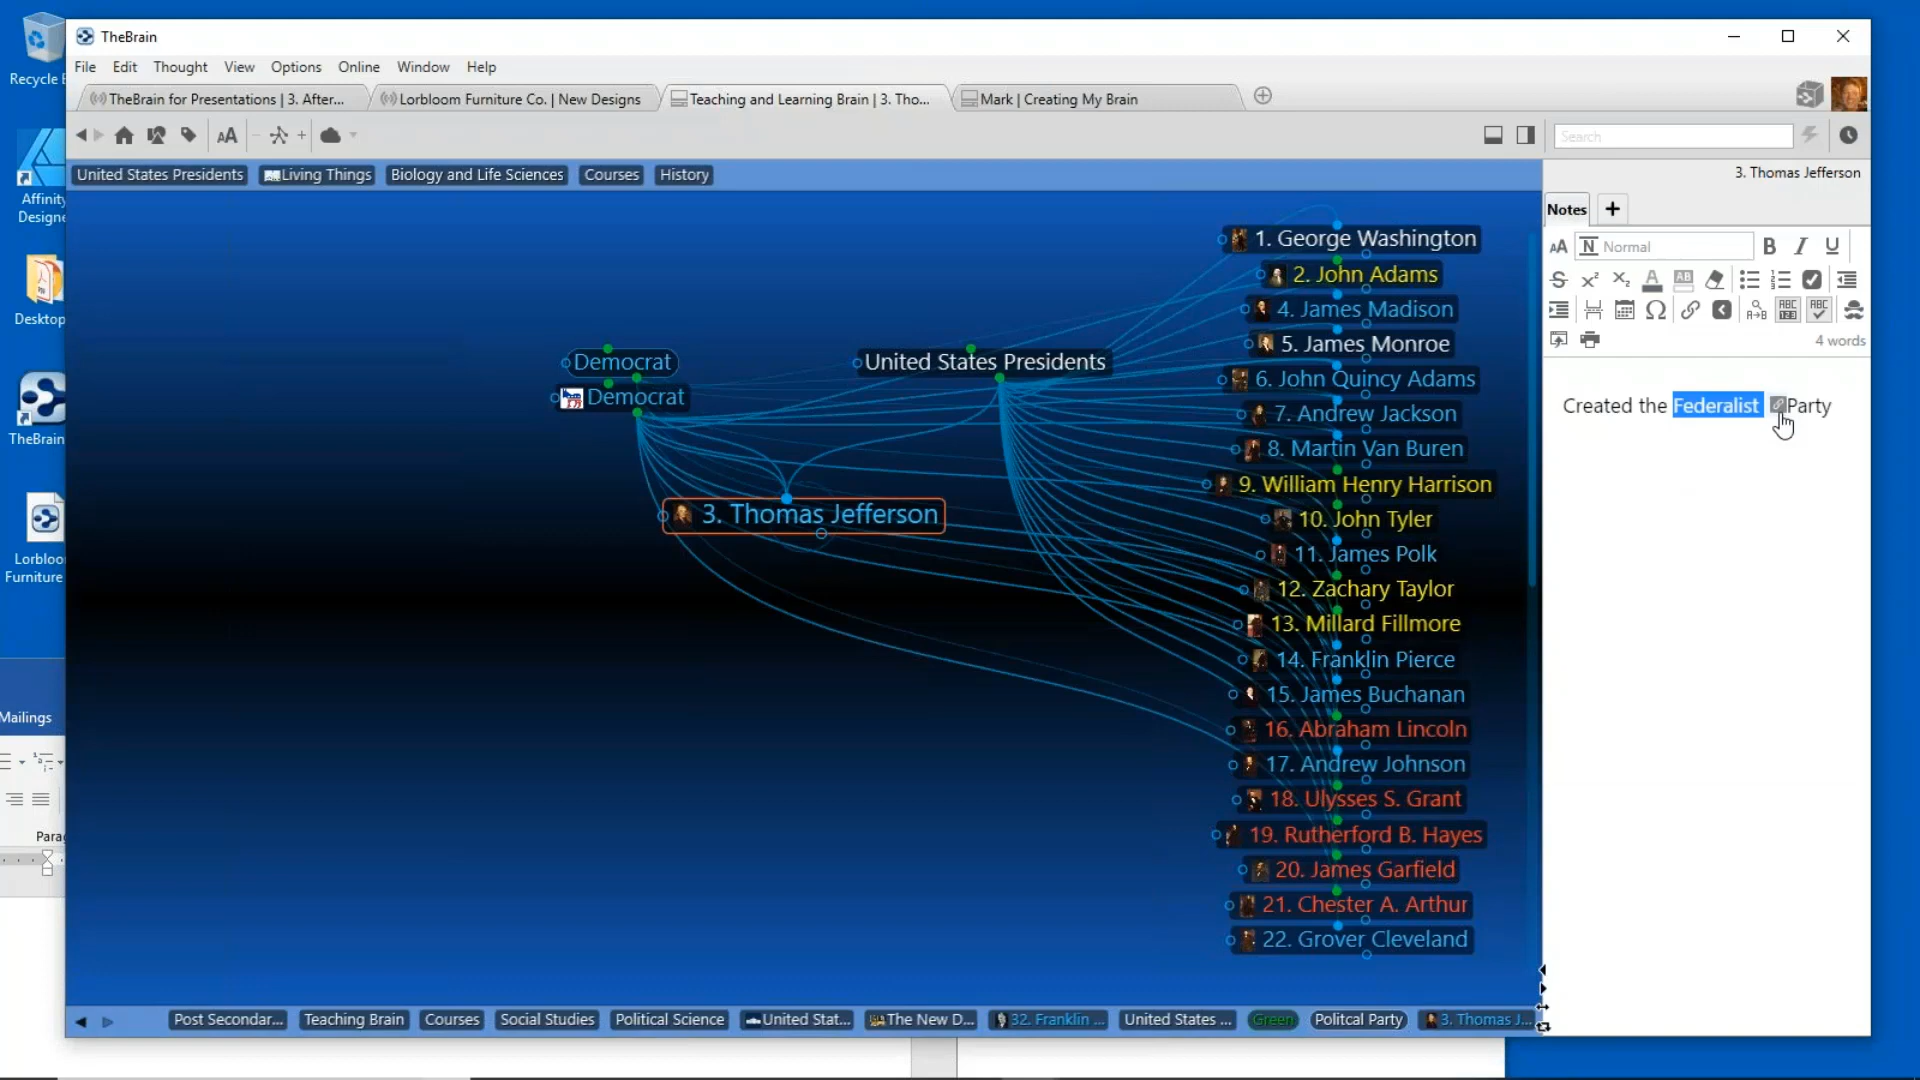 Recycle B
Affinity
Designe
Desktop
TheBrain
Lorbloo
Furniture
Mailings
Parag
TheBrain
File Edit Thought View Options Online Window Help
TheBrain for Presentations | 3. After...
Lorbloom Furniture Co. | New Designs
Teaching and Learning Brain | 3. Tho...
Mark | Creating My Brain
Search
United States Presidents
Living Things
Biology and Life Sciences
Courses
History
Democrat
Democrat
United States Presidents
3. Thomas Jefferson
1. George Washington
2. John Adams
4. James Madison
5. James Monroe
6. John Quincy Adams
7. Andrew Jackson
8. Martin Van Buren
9. William Henry Harrison
10. John Tyler
11. James Polk
12. Zachary Taylor
13. Millard Fillmore
14. Franklin Pierce
15. James Buchanan
16. Abraham Lincoln
17. Andrew Johnson
18. Ulysses S. Grant
19. Rutherford B. Hayes
20. James Garfield
21. Chester A. Arthur
22. Grover Cleveland
3. Thomas Jefferson
Notes
Normal
4 words
Created the Federalist Party
Post Secondar...
Teaching Brain
Courses
Social Studies
Political Science
United Stat...
The New D...
32. Franklin ...
United States ...
Green
Politcal Party
3. Thomas J...